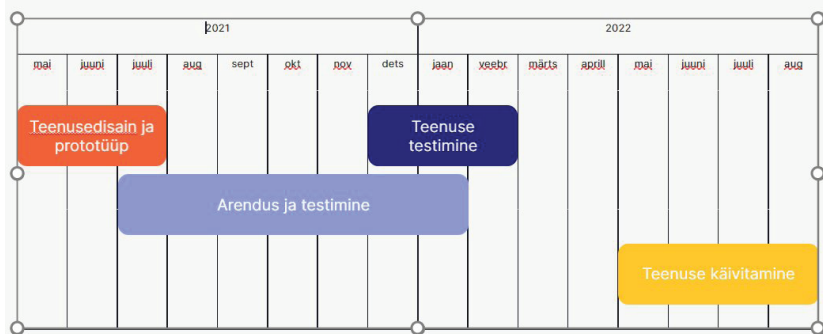 2021 2022
mai juuni juuli aug sept okt nov dets jaan veebr märts aprill mai juuni juuli aug
Teenusedisain ja
prototüüp
Teenuse
testimine
Arendus ja testimine
Teenuse käivitamine